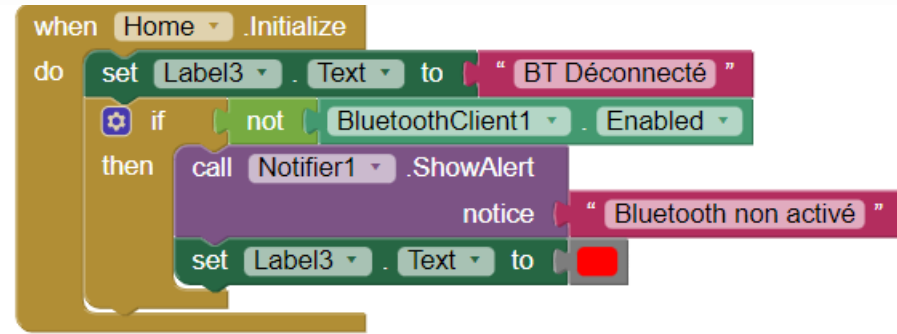 when Home .Initialize
do set Label3 . Text to " BT Déconnecté "
if not BluetoothClient1 . Enabled
then call Notifier1 .ShowAlert
notice " Bluetooth non activé "
set Label3 . Text to